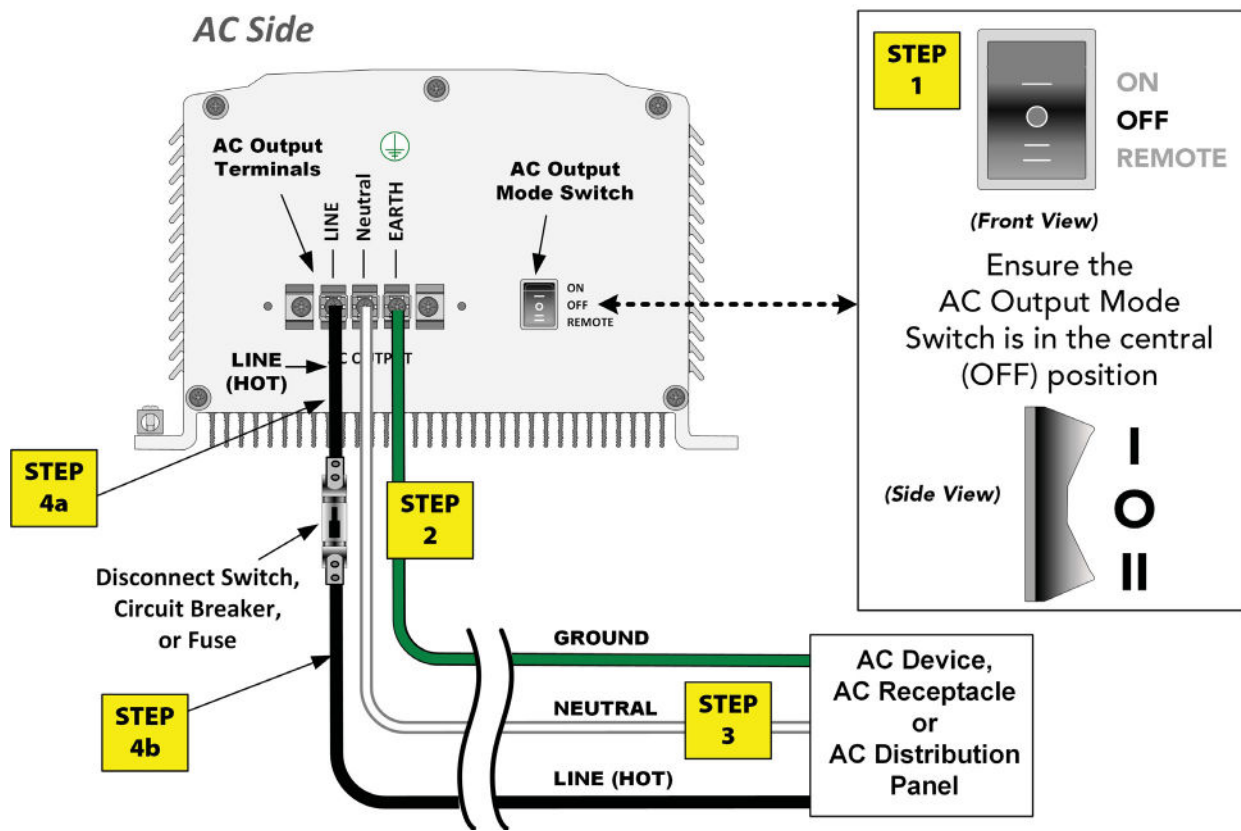 AC Side
AC Output
Terminals
LINE
Neutral
EARTH
AC Output
Mode Switch
ON
OFF
REMOTE
LINE
(HOT)
STEP
4a
Disconnect Switch,
Circuit Breaker,
or Fuse
STEP
4b
STEP
2
GROUND
NEUTRAL
STEP
3
LINE (HOT)
AC Device,
AC Receptacle
or
AC Distribution
Panel
STEP
1
ON
OFF
REMOTE
(Front View)
Ensure the
AC Output Mode
Switch is in the central
(OFF) position
(Side View)
I
O
II